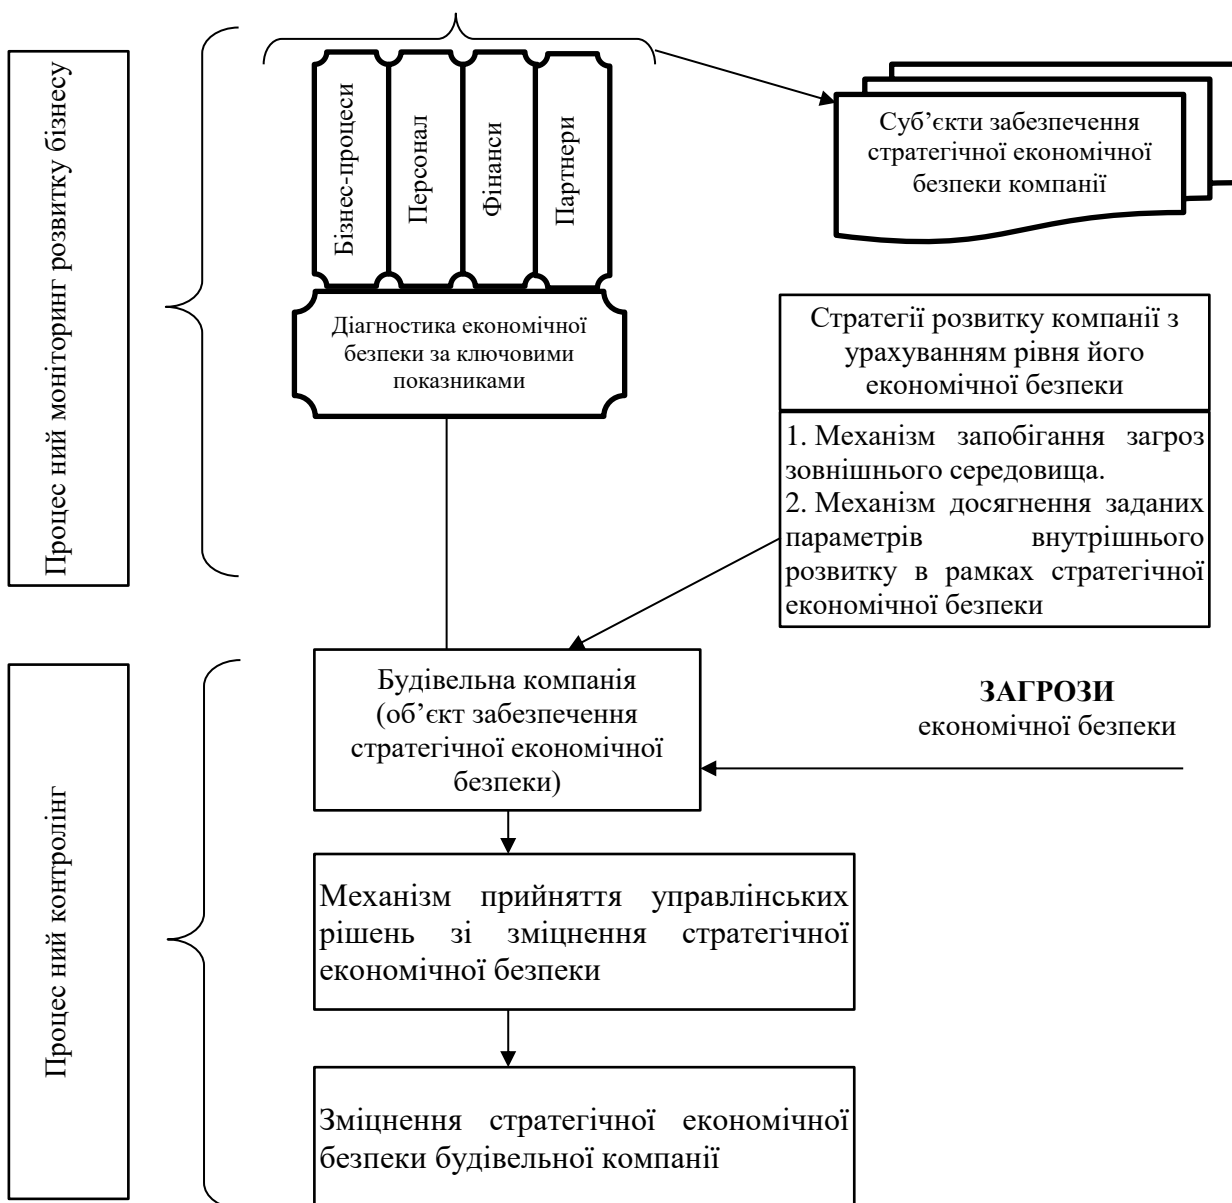 Процес ний моніторинг розвитку бізнесу
Бізнес-процеси
Персонал
Фінанси
Партнери
Суб’єкти забезпечення
стратегічної економічної
безпеки компанії
Діагностика економічної
безпеки за ключовими
показниками
Стратегії розвитку компанії з
урахуванням рівня його
економічної безпеки
1. Механізм запобігання загроз
зовнішнього середовища.
2. Механізм досягнення заданих
параметрів внутрішнього
розвитку в рамках стратегічної
економічної безпеки
Процес ний контролінг
Будівельна компанія
(об’єкт забезпечення
стратегічної економічної
безпеки)
ЗАГРОЗИ
економічної безпеки
Механізм прийняття управлінських
рішень зі зміцнення стратегічної
економічної безпеки
Зміцнення стратегічної економічної
безпеки будівельної компанії